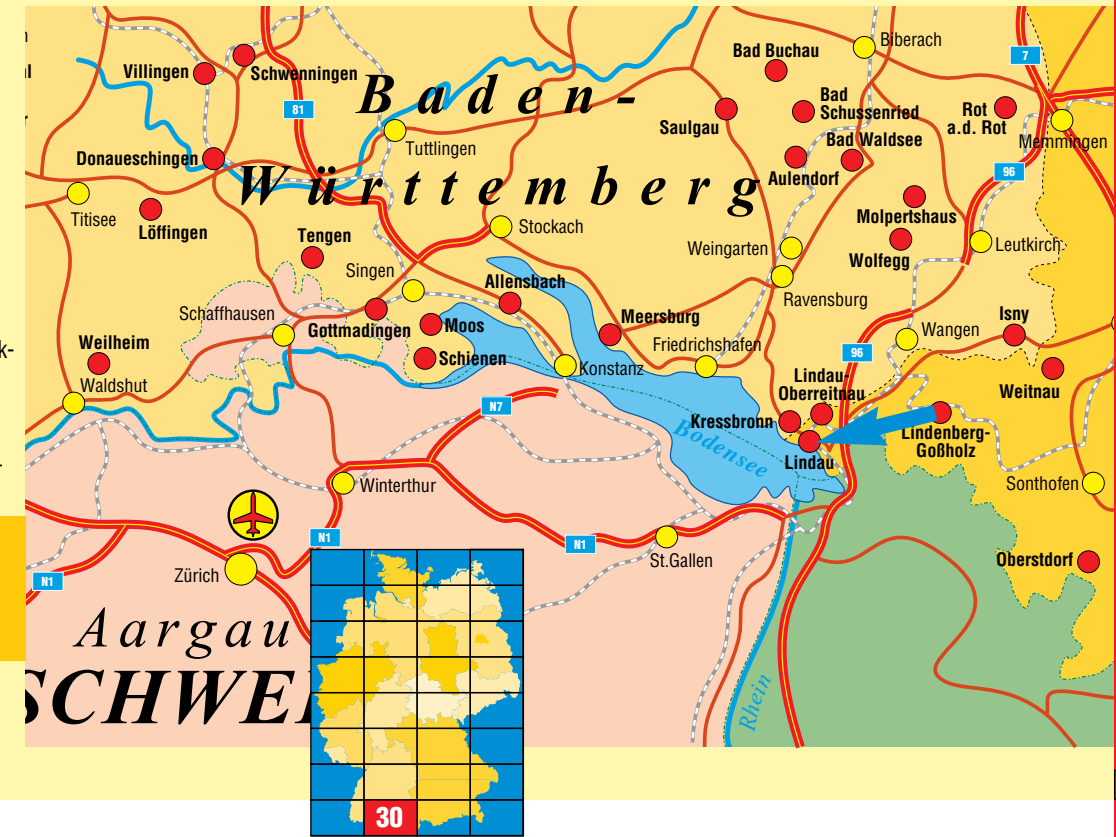 Biberach
Bad Buchau
7
Villingen
Schwenningen
Baden-
81
Bad
Schussenried
Rot
a.d. Rot
Saulgau
Memmingen
Tuttlingen
Bad Waldsee
Donaueschingen
96
Aulendorf
Württemberg
Titisee
Löffingen
Molpertshaus
Stockach
Tengen
Weingarten
Leutkirch
Wolfegg
Singen
Allensbach
Ravensburg
Schaffhausen
Gottmadingen
Moos
Meersburg
Isny
Wangen
Weilheim
k-
Schienen
Friedrichshafen
96
Konstanz
Waldshut
Lindau-
Oberreitnau
Weitnau
N7
Kressbronn
Bodensee
Lindenberg-
Goßholz
Lindau
Winterthur
Sonthofen
N1
N1
St.Gallen
Oberstdorf
Zürich
N1
Aargau
SCHWEI
Rhein
30